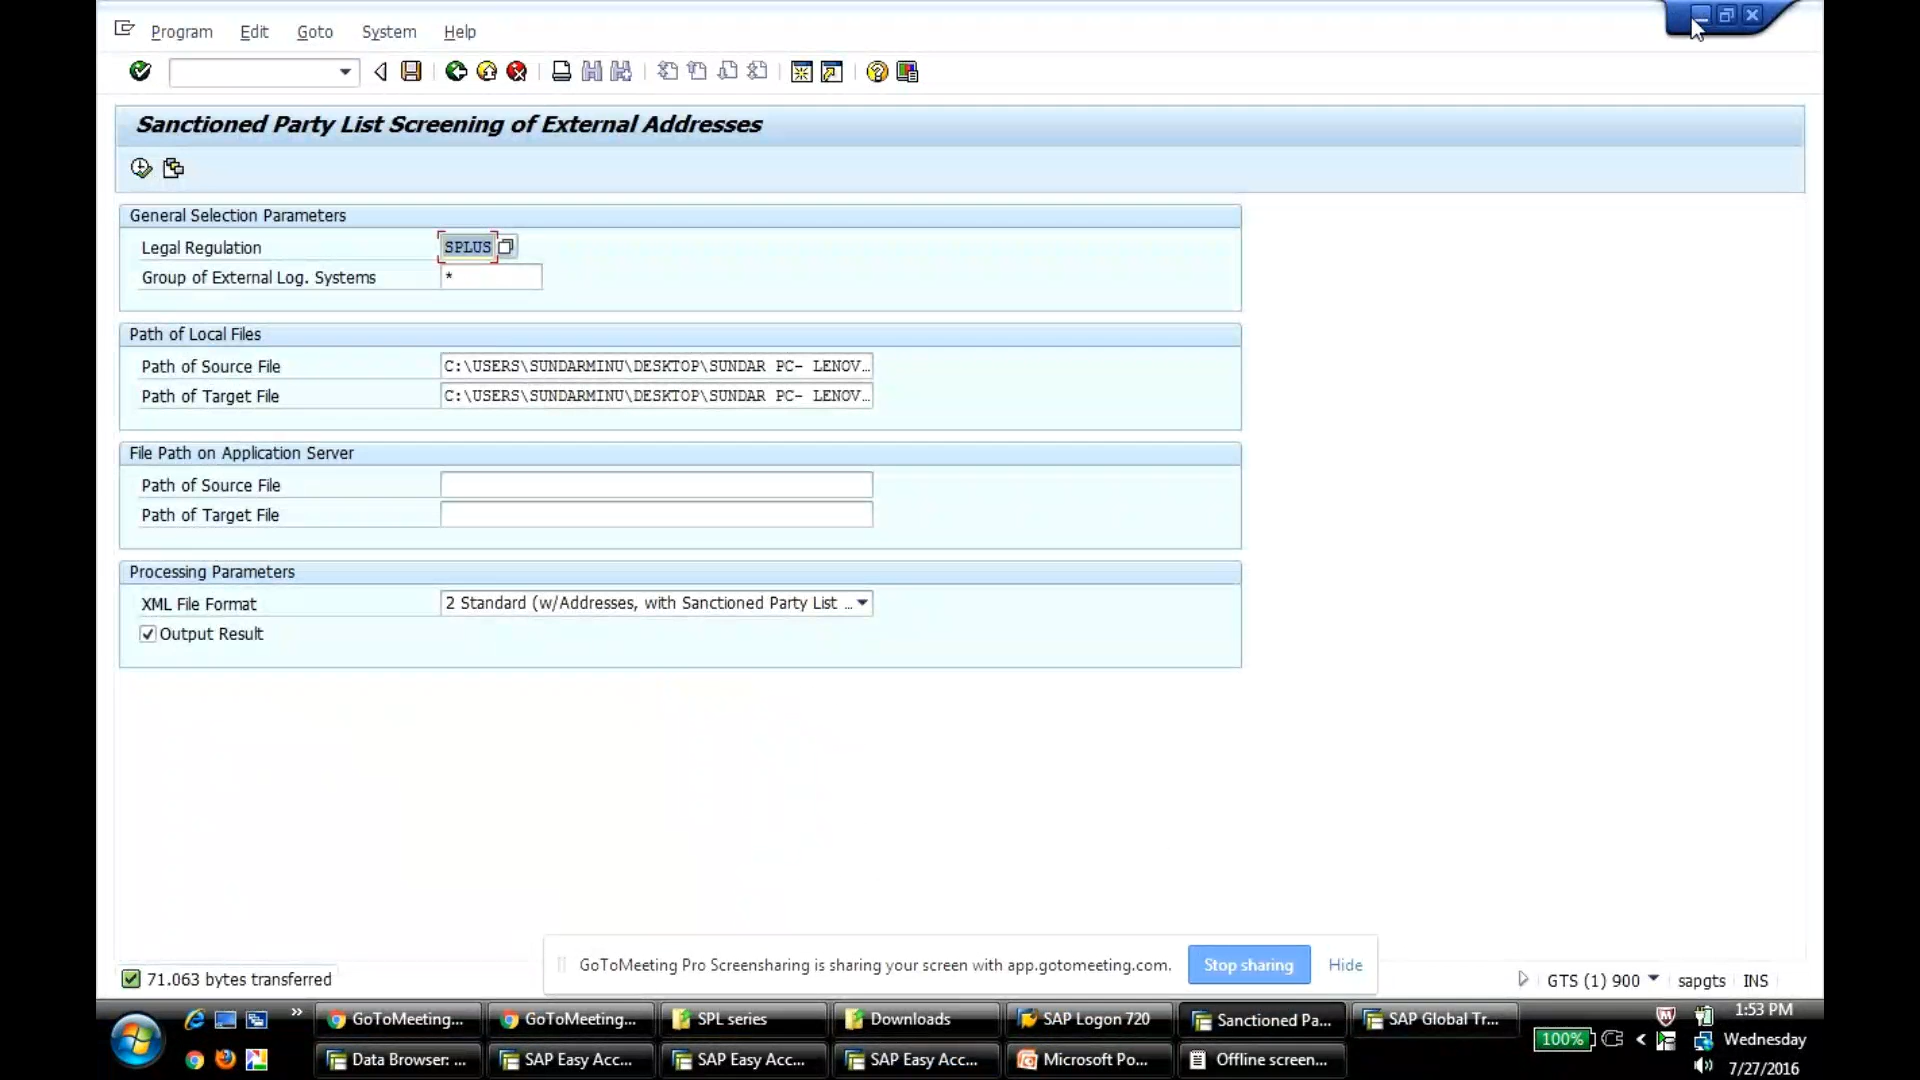 Program Edit Goto System Help
Sanctioned Party List Screening of External Addresses
General Selection Parameters
Legal Regulation SPLUS
Group of External Log. Systems *
Path of Local Files
Path of Source File C:\USERS\SUNDARMINU\DESKTOP\SUNDAR PC- LENOV…
Path of Target File C:\USERS\SUNDARMINU\DESKTOP\SUNDAR PC- LENOV…
File Path on Application Server
Path of Source File
Path of Target File
Processing Parameters
XML File Format 2 Standard (w/Addresses, with Sanctioned Party List ...
Output Result
GoToMeeting Pro Screensharing is sharing your screen with app.gotomeeting.com. Stop sharing Hide
71.063 bytes transferred GTS (1) 900 sapgts INS
GoToMeeting... GoToMeeting... SPL series Downloads SAP Logon 720 Sanctioned Pa... SAP Global Tr... 1:53 PM
100% Wednesday
Data Browser: ... SAP Easy Acc... SAP Easy Acc... SAP Easy Acc... Microsoft Po... Offline screen... 7/27/2016